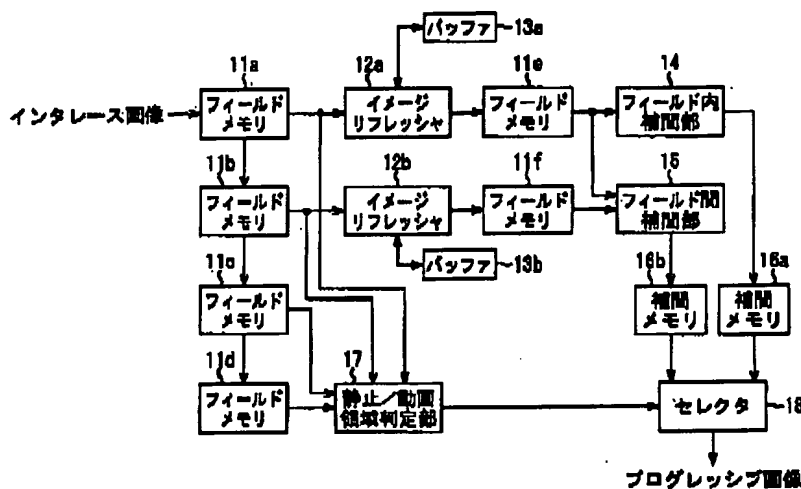 バッファ 13a
11a
12a
11e
14
インタレース画像
フィールド
メモリ
イメージ
リフレッシャ
フィールド
メモリ
フィールド内
補間部
11b
12b
11f
15
フィールド
メモリ
イメージ
リフレッシャ
フィールド
メモリ
フィールド間
補間部
バッファ 13b
11c
16b
16a
フィールド
メモリ
補間
メモリ
補間
メモリ
11d
17
フィールド
メモリ
静止/動画
領域判定部
セレクタ
18
プログレッシブ画像